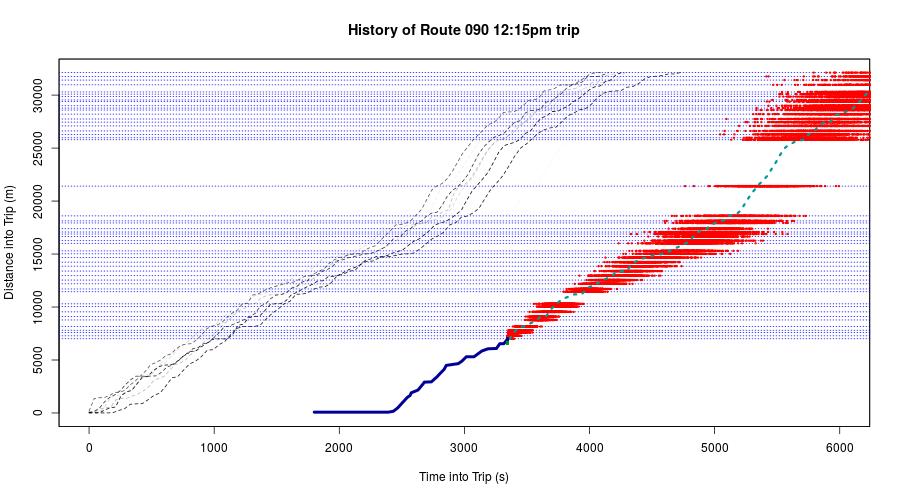 History of Route 090 12:15pm trip
Distance into Trip (m)
30000
25000
20000
15000
10000
5000
0
0 1000 2000 3000 4000 5000 6000
Time into Trip (s)